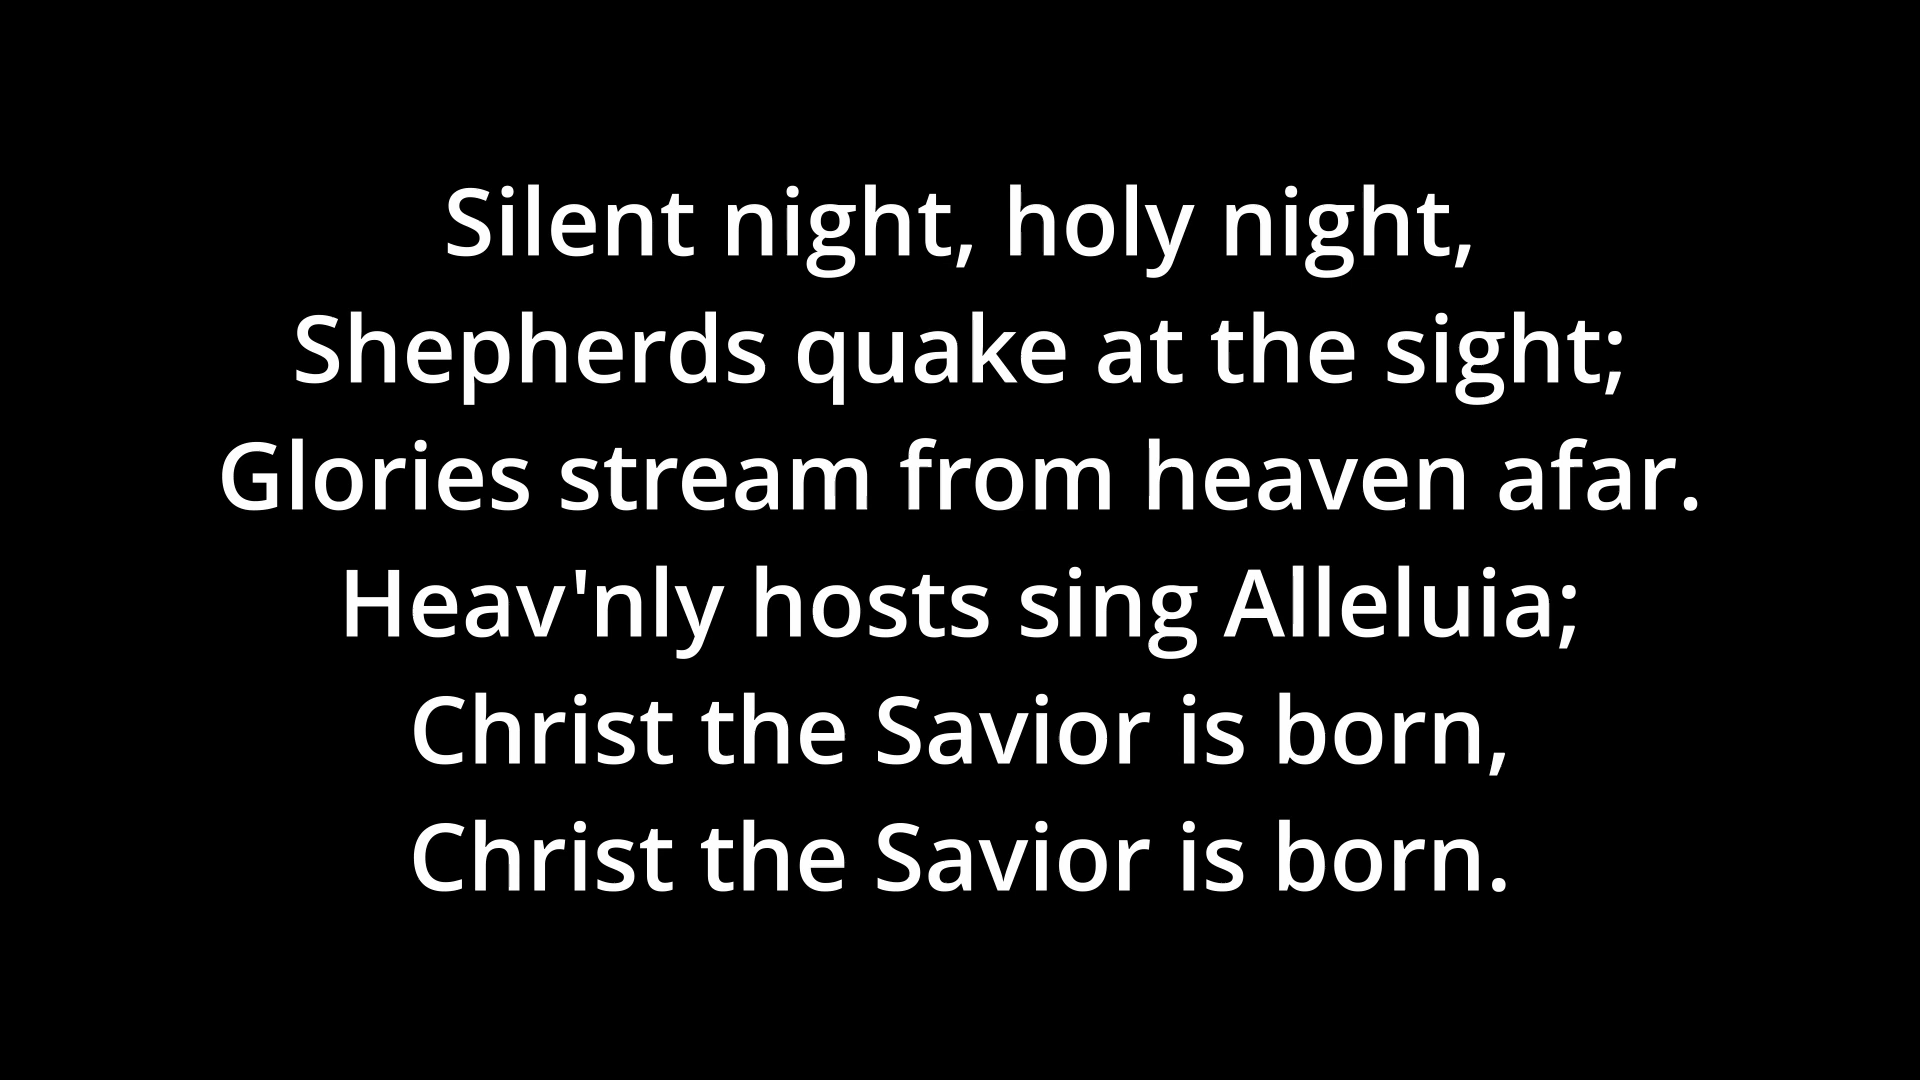 Silent night, holy night,
Shepherds quake at the sight;
Glories stream from heaven afar.
Heav'nly hosts sing Alleluia;
Christ the Savior is born,
Christ the Savior is born.